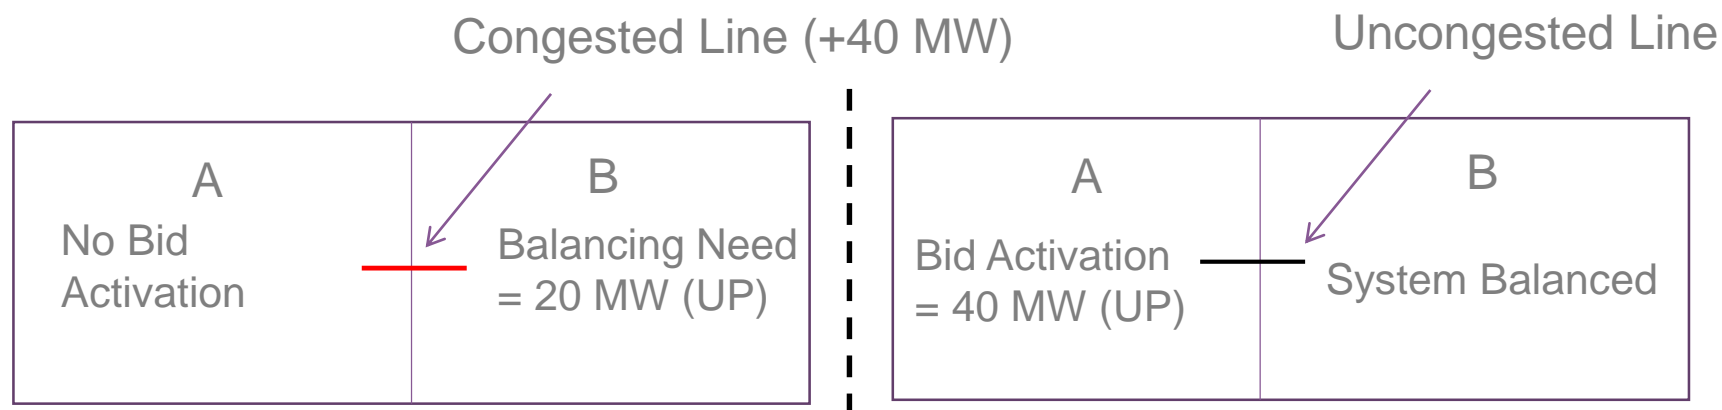 Congested Line (+40 MW)
Uncongested Line
A
No Bid
Activation
B
Balancing Need
= 20 MW (UP)
A
Bid Activation
= 40 MW (UP)
B
System Balanced